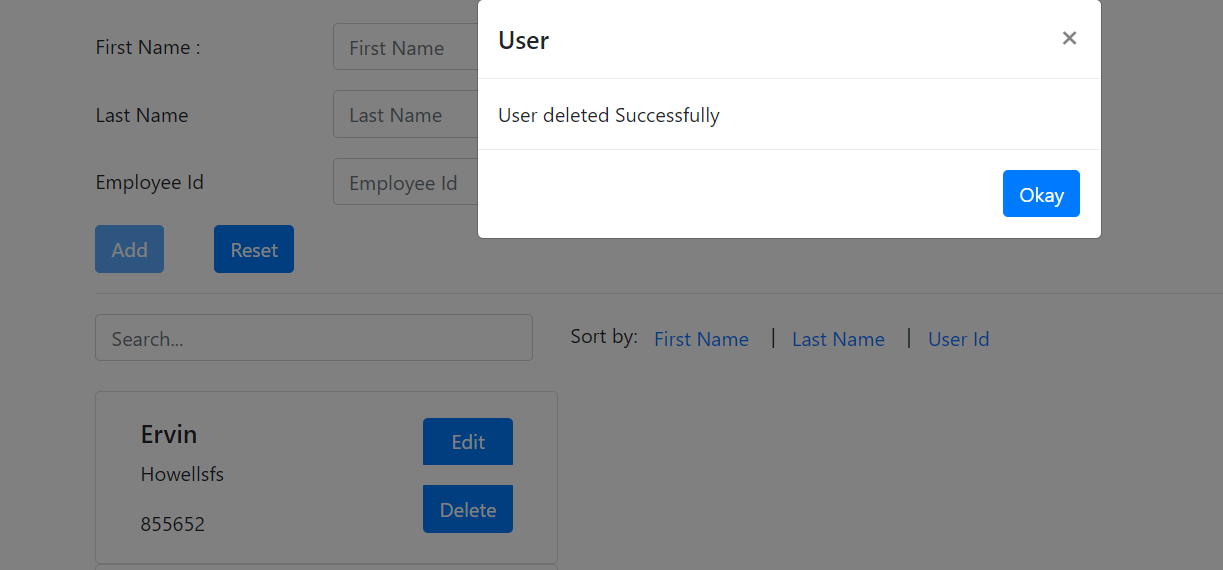 User
×
User deleted Successfully
Okay
First Name :
First Name
Last Name
Last Name
Employee Id
Employee Id
Add
Reset
Search...
Sort by: First Name | Last Name | User Id
Ervin
Howellsfs
855652
Edit
Delete